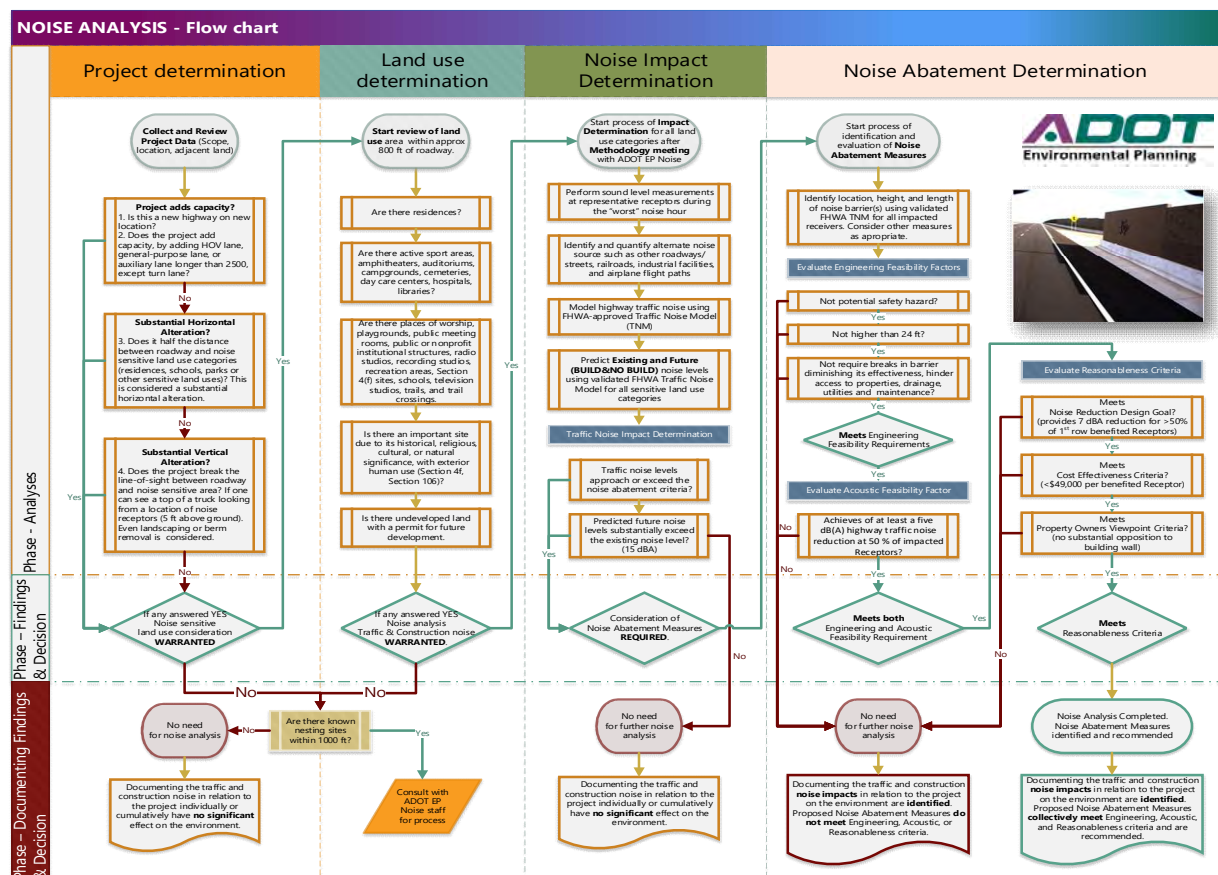 NOISE ANALYSIS - Flow chart
Project determination
Land use
determination
Noise Impact
Determination
Noise Abatement Determination
Phase - Analyses
Phase – Findings
& Decision
Phase – Documenting Findings
& Decision
Collect and Review
Project Data (Scope,
location, adjacent land)
Project adds capacity?
1. Is this a new highway on new
location?
2. Does the project add
capacity, by adding HOV lane,
general-purpose lane, or
auxiliary lane longer than 2500,
except turn lane?
No
Substantial Horizontal
Alteration?
3. Does it half the distance
between roadway and noise
sensitive land use categories
(residences, schools, parks or
other sensitive land uses)? This
is considered a substantial
horizontal alteration.
No
Substantial Vertical
Alteration?
4. Does the project break the
line-of-sight between roadway
and noise sensitive area? If one
can see a top of a truck looking
from a location of noise
receptors (5 ft above ground).
Even landscaping or berm
removal is considered.
Yes
No
If any answered YES
Noise sensitive
land use consideration
WARRANTED
Yes
No
No need
for noise analysis
No
Are there known
nesting sites
within 1000 ft?
Yes
Documenting the traffic and
construction noise in relation to
the project individually or
cumulatively have no significant
effect on the environment.
Start review of land
use area within approx
800 ft of roadway.
Are there residences?
Are there active sport areas,
amphitheaters, auditoriums,
campgrounds, cemeteries,
day care centers, hospitals,
libraries?
Are there places of worship,
playgrounds, public meeting
rooms, public or nonprofit
institutional structures, radio
studios, recording studios,
recreation areas, Section
4(f) sites, schools, television
studios, trails, and trail
crossings.
Is there an important site
due to its historical, religious,
cultural, or natural
significance, with exterior
human use (Section 4f,
Section 106)?
Is there undeveloped land
with a permit for future
development.
If any answered YES
Noise analysis
Traffic & Construction noise
WARRANTED.
Yes
No
Consult with
ADOT EP
Noise staff
for process
Start process of Impact
Determination for all land
use categories after
Methodology meeting
with ADOT EP Noise
Perform sound level measurements
at representative receptors during
the "worst" noise hour
Identify and quantify alternate noise
source such as other roadways/
streets, railroads, industrial facilities,
and airplane flight paths
Model highway traffic noise using
FHWA-approved Traffic Noise Model
(TNM)
Predict Existing and Future
(BUILD&NO BUILD) noise levels
using validated FHWA Traffic Noise
Model for all sensitive land use
categories
Traffic Noise Impact Determination
Traffic noise levels
approach or exceed the
noise abatement criteria?
Predicted future noise
levels substantially exceed
the existing noise level?
(15 dBA)
Yes
Consideration of
Noise Abatement Measures
REQUIRED.
Yes
No
No need
for further noise
analysis
Documenting the traffic and
construction noise in relation to the
project individually or cumulatively
have no significant effect on the
environment.
Start process of
identification and
evaluation of Noise
Abatement Measures
Identify location, height, and
length of noise barrier(s) using
validated FHWA TNM for all
impacted receivers. Consider
other measures as apropriate.
Evaluate Engineering Feasibility Factors
Not potential safety hazard?
Yes
Not higher than 24 ft?
Yes
Not require breaks in barrier
diminishing its effectiveness, hinder
access to properties, drainage,
utilities and maintenance?
Yes
Meets Engineering
Feasibility Requirements
Yes
Evaluate Acoustic Feasibility Factor
No
Achieves of at least a five
dB(A) highway traffic noise
reduction at 50 % of impacted
Receptors?
Yes
No
Meets both
Engineering and Acoustic
Feasibility Requirement
Yes
No need
for further noise
analysis
Documenting the traffic and construction
noise impacts in relation to the project
on the environment are identified.
Proposed Noise Abatement Measures do
not meet Engineering, Acoustic, or
Reasonableness criteria.
ADOT
Environmental Planning
Evaluate Reasonableness Criteria
Meets
Noise Reduction Design Goal?
(provides 7 dBA reduction for >50%
of 1st row benefited Receptors)
Meets
Cost Effectiveness Criteria?
(<$49,000 per benefited Receptor)
Meets
Property Owners Viewpoint Criteria?
(no substantial opposition to
building wall)
Yes
No
Meets
Reasonableness Criteria
Noise Analysis Completed.
Noise Abatement Measures
identified and recommended
Documenting the traffic and construction
noise impacts in relation to the project
on the environment are identified.
Proposed Noise Abatement Measures
collectively meet Engineering, Acoustic,
and Reasonableness criteria and are
recommended.